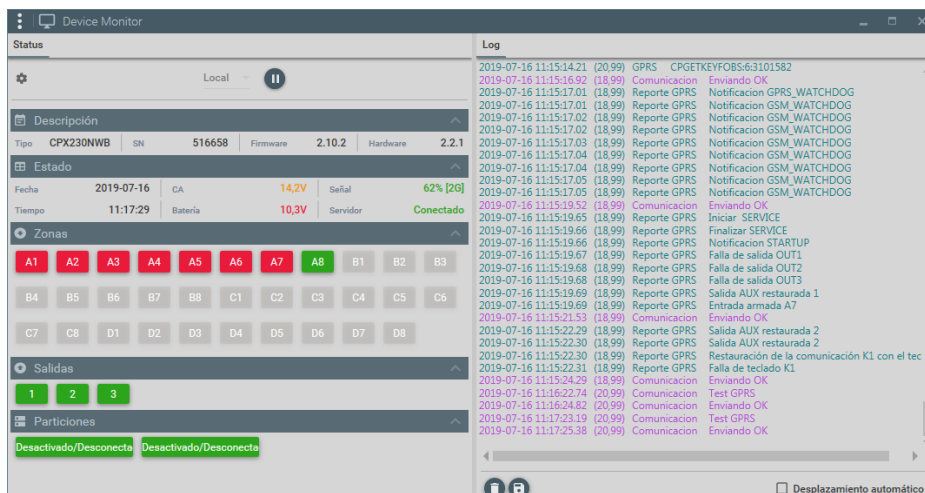 Device Monitor
Status
Local
Descripción
Tipo CPX230NWB SN 516658 Firmware 2.10.2 Hardware 2.2.1
Estado
Fecha 2019-07-16 CA 14,2V Señal 62% [2G]
Tiempo 11:17:29 Batería 10,3V Servidor Conectado
Zonas
A1 A2 A3 A4 A5 A6 A7 A8 B1 B2 B3
B4 B5 B6 B7 B8 C1 C2 C3 C4 C5 C6
C7 C8 D1 D2 D3 D4 D5 D6 D7 D8
Salidas
1 2 3
Particiones
Desactivado/Desconecta Desactivado/Desconecta
Log
2019-07-16 11:15:14.21 (20,99) GPRS CPGETKEYFOBS:6:3101582
2019-07-16 11:15:16.92 (18,99) Comunicacion Enviando OK
2019-07-16 11:15:17.01 (18,99) Reporte GPRS Notificacion GPRS_WATCHDOG
2019-07-16 11:15:17.01 (18,99) Reporte GPRS Notificacion GSM_WATCHDOG
2019-07-16 11:15:17.02 (18,99) Reporte GPRS Notificacion GSM_WATCHDOG
2019-07-16 11:15:17.02 (18,99) Reporte GPRS Notificacion GSM_WATCHDOG
2019-07-16 11:15:17.03 (18,99) Reporte GPRS Notificacion GSM_WATCHDOG
2019-07-16 11:15:17.04 (18,99) Reporte GPRS Notificacion GSM_WATCHDOG
2019-07-16 11:15:17.04 (18,99) Reporte GPRS Notificacion GSM_WATCHDOG
2019-07-16 11:15:17.05 (18,99) Reporte GPRS Notificacion GSM_WATCHDOG
2019-07-16 11:15:17.05 (18,99) Reporte GPRS Notificacion GSM_WATCHDOG
2019-07-16 11:15:19.52 (18,99) Comunicacion Enviando OK
2019-07-16 11:15:19.65 (18,99) Reporte GPRS Iniciar SERVICE
2019-07-16 11:15:19.66 (18,99) Reporte GPRS Finalizar SERVICE
2019-07-16 11:15:19.66 (18,99) Reporte GPRS Notificacion STARTUP
2019-07-16 11:15:19.67 (18,99) Reporte GPRS Falla de salida OUT1
2019-07-16 11:15:19.68 (18,99) Reporte GPRS Falla de salida OUT2
2019-07-16 11:15:19.68 (18,99) Reporte GPRS Falla de salida OUT3
2019-07-16 11:15:19.69 (18,99) Reporte GPRS Salida AUX restaurada 1
2019-07-16 11:15:19.69 (18,99) Reporte GPRS Entrada armada A7
2019-07-16 11:15:21.53 (18,99) Comunicacion Enviando OK
2019-07-16 11:15:22.29 (18,99) Reporte GPRS Salida AUX restaurada 2
2019-07-16 11:15:22.30 (18,99) Reporte GPRS Salida AUX restaurada 2
2019-07-16 11:15:22.30 (18,99) Reporte GPRS Restauración de la comunicación K1 con el tec
2019-07-16 11:15:22.31 (18,99) Reporte GPRS Falla de teclado K1
2019-07-16 11:15:24.29 (18,99) Comunicacion Enviando OK
2019-07-16 11:16:22.74 (20,99) Comunicacion Test GPRS
2019-07-16 11:16:24.82 (20,99) Comunicacion Enviando OK
2019-07-16 11:17:23.19 (20,99) Comunicacion Test GPRS
2019-07-16 11:17:25.38 (20,99) Comunicacion Enviando OK
Desplazamiento automático